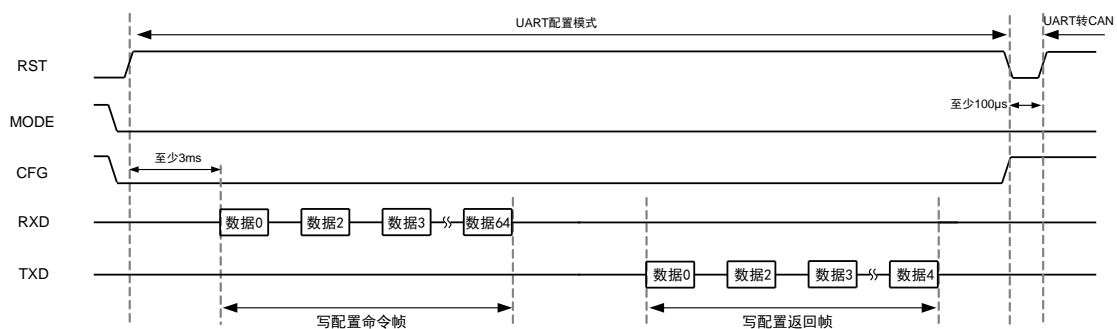 UART配置模式
UART转CAN
RST
至少100μs
MODE
至少3ms
CFG
RXD
数据0 数据2 数据3 数据64
TXD
数据0 数据2 数据3 数据4
写配置命令帧 写配置返回帧